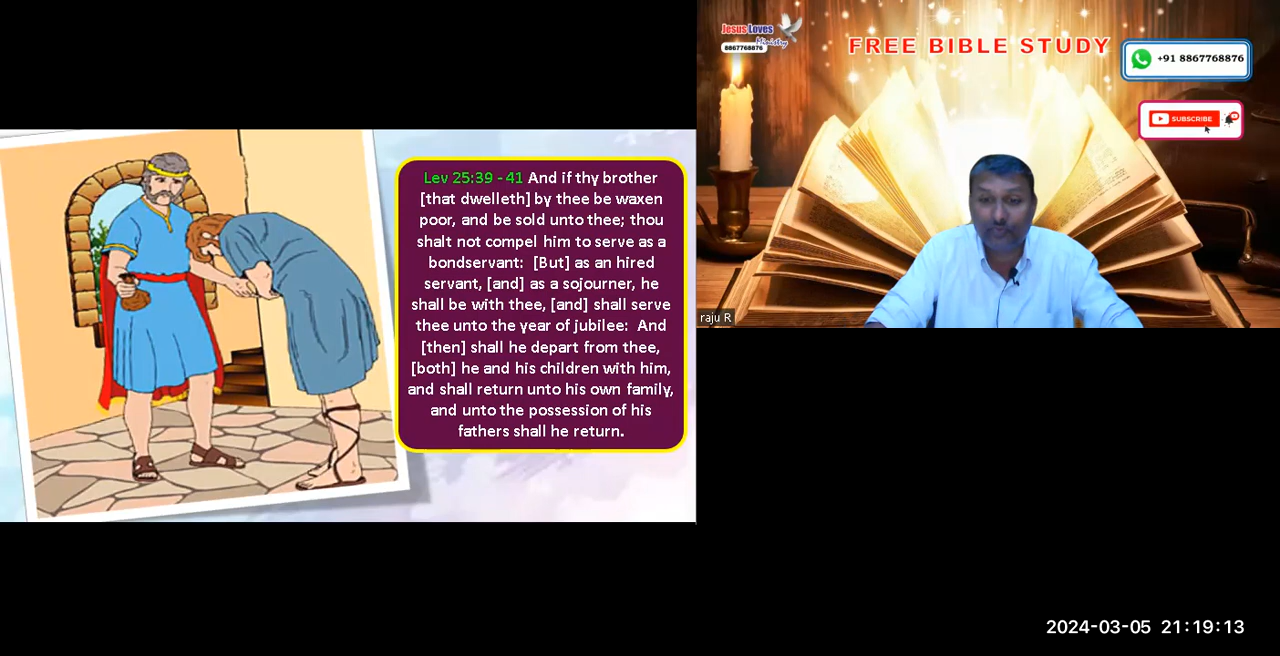 Lev 25:39 - 41 And if thy brother
[that dwelleth] by thee be waxen
poor, and be sold unto thee; thou
shalt not compel him to serve as a
bondservant: [But] as an hired
servant, [and] as a sojourner, he
shall be with thee, [and] shall serve
thee unto the year of jubilee: And
[then] shall he depart from thee,
[both] he and his children with him,
and shall return unto his own family,
and unto the possession of his
fathers shall he return.
Jesus Loves
Ministry
8867768876
FREE BIBLE STUDY
+91 8867768876
SUBSCRIBE
raju R
2024-03-05 21:19:13